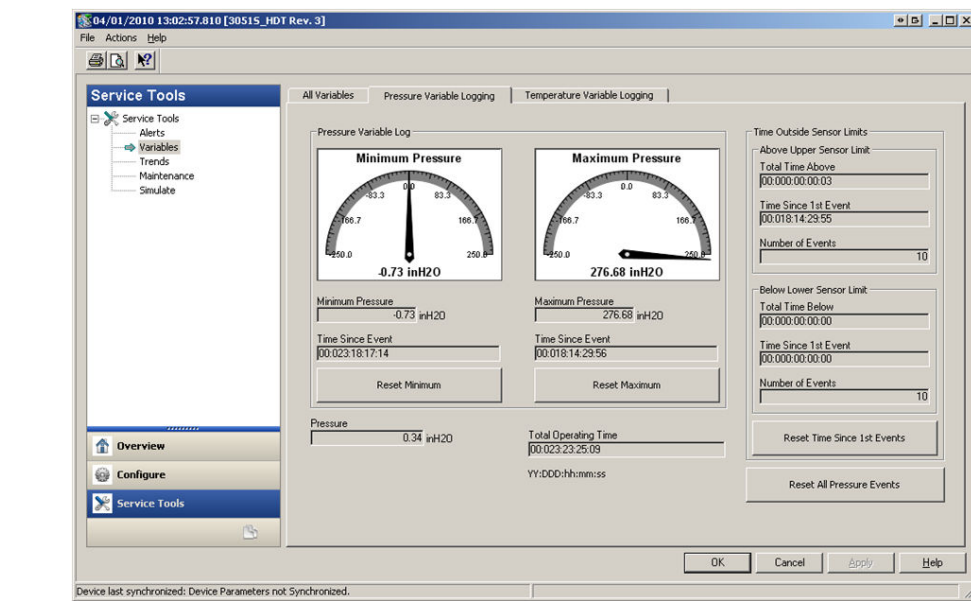 04/01/2010 13:02:57.810 [3051S_HDT Rev. 3]
File Actions Help
Service Tools
Service Tools
Alerts
Variables
Trends
Maintenance
Simulate
Overview
Configure
Service Tools
All Variables
Pressure Variable Logging
Temperature Variable Logging
Pressure Variable Log
Minimum Pressure
0.0
-83.3 83.3
-166.7 166.7
-250.0 250.0
-0.73 inH2O
Minimum Pressure
-0.73 inH2O
Time Since Event
00:023:18:17:14
Reset Minimum
Maximum Pressure
0.0
-83.3 83.3
-166.7 166.7
-250.0 250.0
276.68 inH2O
Maximum Pressure
276.68 inH2O
Time Since Event
00:018:14:29:56
Reset Maximum
Pressure
0.34 inH2O
Total Operating Time
00:023:23:25:09
YY:DDD:hh:mm:ss
Time Outside Sensor Limits
Above Upper Sensor Limit
Total Time Above
00:000:00:00:03
Time Since 1st Event
00:018:14:29:55
Number of Events
10
Below Lower Sensor Limit
Total Time Below
00:000:00:00:00
Time Since 1st Event
00:000:00:00:00
Number of Events
10
Reset Time Since 1st Events
Reset All Pressure Events
OK
Cancel
Apply
Help
Device last synchronized: Device Parameters not Synchronized.